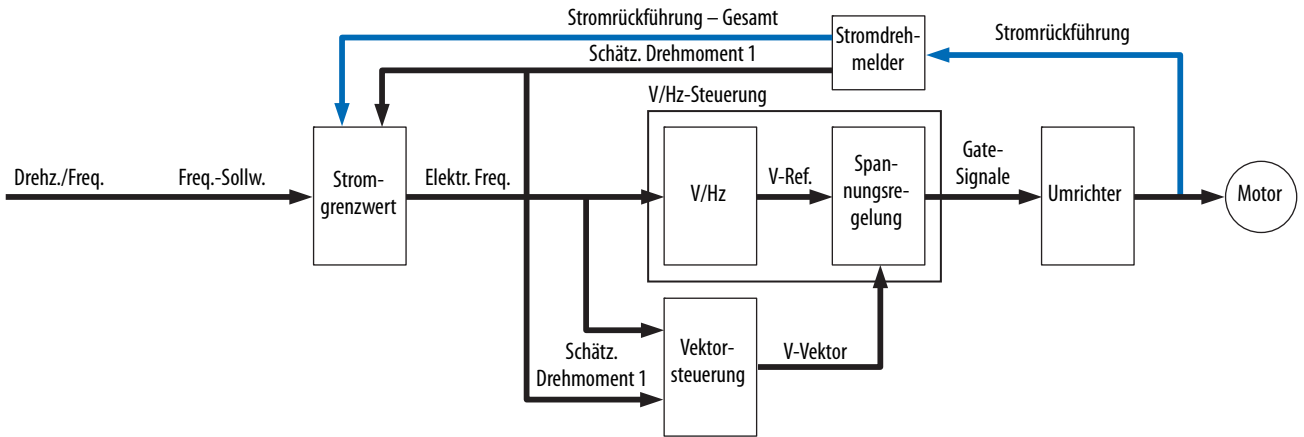 Stromrückführung – Gesamt
Stromdreh-
melder
Stromrückführung
Schätz. Drehmoment 1
V/Hz-Steuerung
Drehz./Freq.
Freq.-Sollw.
Strom-
grenzwert
Elektr. Freq.
V/Hz
V-Ref.
Span-
nungsre-
gelung
Gate-
Signale
Umrichter
Motor
Schätz.
Drehmoment 1
Vektor-
steuerung
V-Vektor